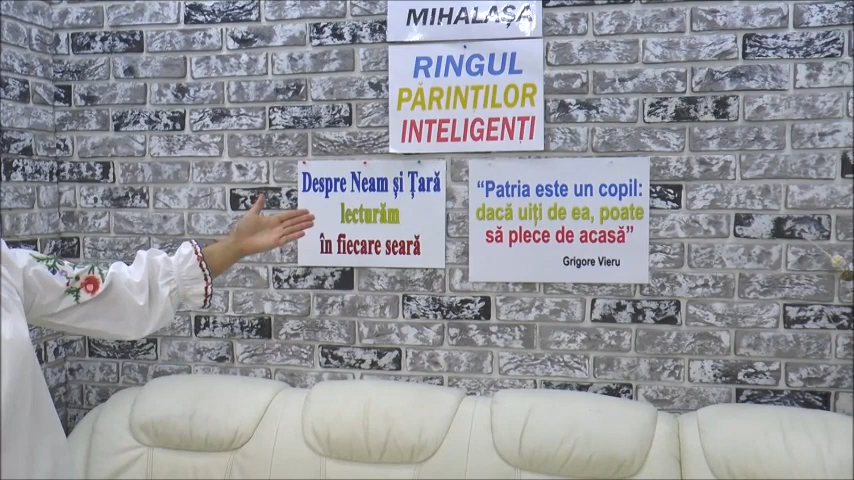 MIHALAȘA
RINGUL
PĂRINTILOR
INTELIGENȚI
Despre Neam și Țară
lecturăm
în fiecare seară
“Patria este un copil:
dacă uiți de ea, poate
să plece de acasă”
Grigore Vieru